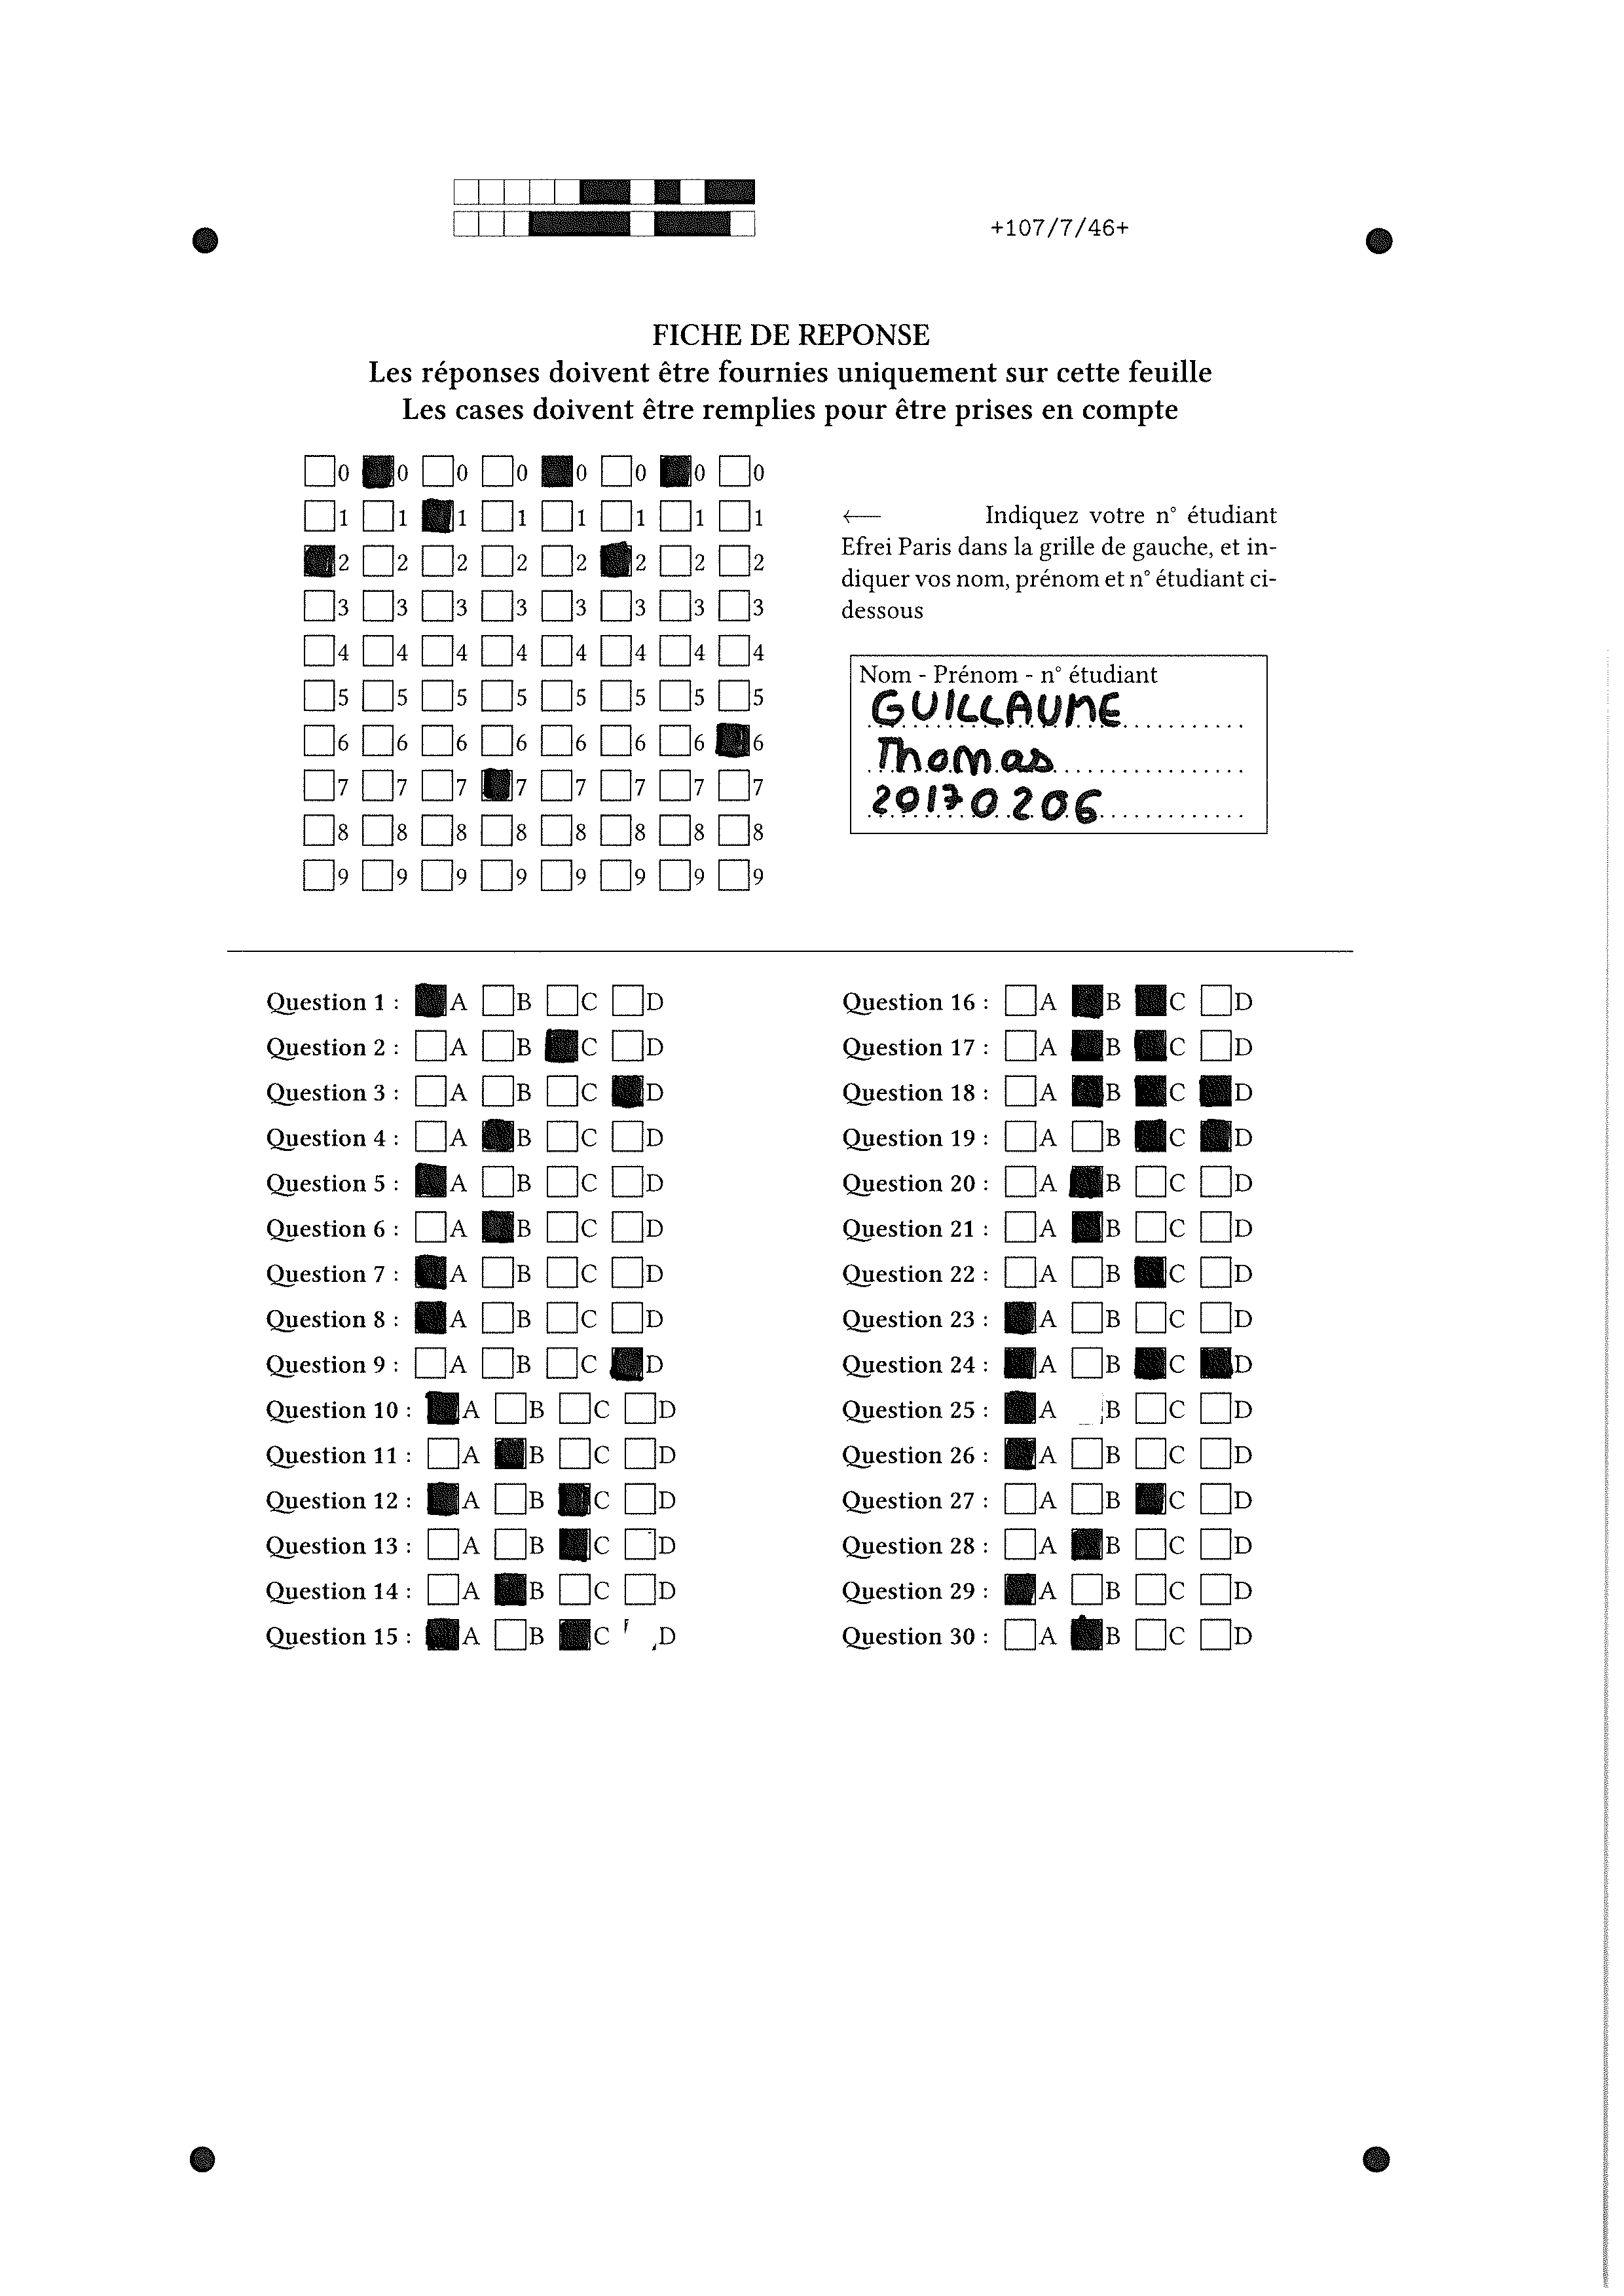 +107/7/46+
FICHE DE REPONSE
Les réponses doivent être fournies uniquement sur cette feuille
Les cases doivent être remplies pour être prises en compte
0 0 0 0 0 0 0 0
1 1 1 1 1 1 1 1
2 2 2 2 2 2 2 2
3 3 3 3 3 3 3 3
4 4 4 4 4 4 4 4
5 5 5 5 5 5 5 5
6 6 6 6 6 6 6 6
7 7 7 7 7 7 7 7
8 8 8 8 8 8 8 8
9 9 9 9 9 9 9 9
← Indiquez votre n° étudiant
Efrei Paris dans la grille de gauche, et in-
diquer vos nom, prénom et n° étudiant ci-
dessous
Nom - Prénom - n° étudiant
GUILLAUME
Thomas
20170206
Question 1 : A B C D
Question 2 : A B C D
Question 3 : A B C D
Question 4 : A B C D
Question 5 : A B C D
Question 6 : A B C D
Question 7 : A B C D
Question 8 : A B C D
Question 9 : A B C D
Question 10 : A B C D
Question 11 : A B C D
Question 12 : A B C D
Question 13 : A B C D
Question 14 : A B C D
Question 15 : A B C D
Question 16 : A B C D
Question 17 : A B C D
Question 18 : A B C D
Question 19 : A B C D
Question 20 : A B C D
Question 21 : A B C D
Question 22 : A B C D
Question 23 : A B C D
Question 24 : A B C D
Question 25 : A B C D
Question 26 : A B C D
Question 27 : A B C D
Question 28 : A B C D
Question 29 : A B C D
Question 30 : A B C D